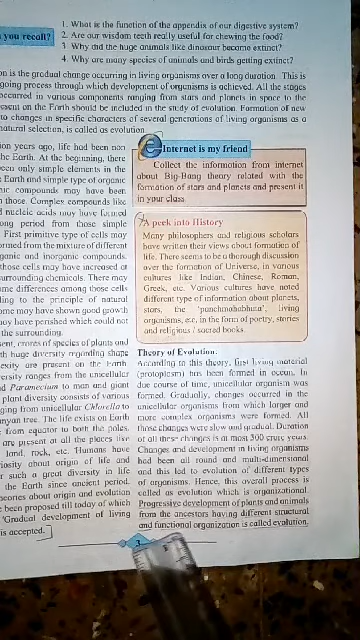 you recall?
1. What is the function of the appendix of our digestive system?
2. Are our wisdom teeth really useful for chewing the food?
3. Why did the huge animals like dinosaur become extinct?
4. Why are many species of animals and birds getting extinct?
on is the gradual change occurring in living organisms over a long duration. This is
going process through which development of organisms is achieved. All the stages
occurred in various components ranging from stars and planets in space to the
present on the Earth should be included in the study of evolution. Formation of new
to changes in specific characters of several generations of living organisms as a
natural selection, is called as evolution
ion years ago, life had been non
he Earth. At the beginning, there
been only simple elements in the
Earth and simple type of organic
nic compounds may have been
those. Complex compounds like
d nucleic acids may have formed
ong period from those simple
First primitive type of cells may
from the mixture of different
ganic and inorganic compounds.
those cells may have increased at
surrounding chemicals. There may
me differences among those cells
ding to the principle of natural
ome may have shown good growth
may have perished which could not
the surrounding.
sent, crores of species of plants and
th huge diversity regarding shape
exity are present on the Earth.
versity ranges from the unicellular
nd Paramecium to man and giant
plant diversity consists of various
ging from unicellular Chlorella to
nyan tree. The life exists on Earth
from equator to both the poles.
are present at all the places like
land, rock, etc. Humans have
iosity about origin of life and
r such a great diversity in life
the Earth since ancient period.
eories about origin and evolution
been proposed till today of which
'Gradual development of living
is accepted.
Internet is my friend
Collect the information from internet
about Big-Bang theory related with the
formation of stars and planets and present it
in your class.
A peek into History
Many philosophers and religious scholars
have written their views about formation of
life. There seems to be a thorough discussion
over the formation of Universe, in various
cultures like Indian, Chinese, Roman,
Greek, etc. Various cultures have noted
different type of information about planets,
stars, the 'panchmahabhuta', living
organisms, etc. in the form of poetry, stories
and religious / sacred books.
Theory of Evolution.
According to this theory, first living material
(protoplasm) has been formed in ocean. In
due course of time, unicellular organism was
formed. Gradually, changes occurred in the
unicellular organisms from which larger and
more complex organisms were formed. All
those changes were slow and gradual. Duration
of all these changes is at most 300 crore years.
Changes and development in living organisms
had been all round and multi-dimensional
and this led to evolution of different types
of organisms. Hence, this overall process is
called as evolution which is organizational.
Progressive development of plants and animals
from the ancestors having different structural
and functional organization is called evolution.
3